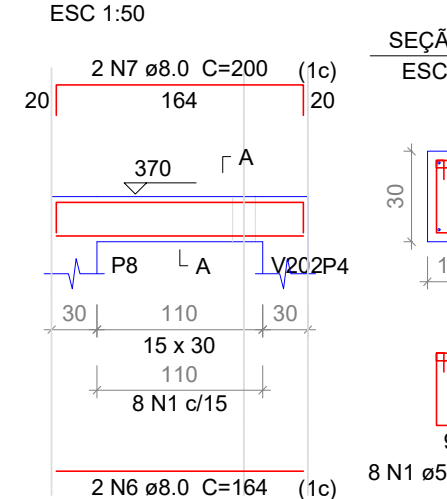 ESC 1:50
SEÇÃ
ESC
2 N7 ø8.0 C=200 (1c)
20 164 20
370
A
30
P8 A V202P4
30 110 30
1
15 x 30
110
8 N1 c/15
9
8 N1 ø5
2 N6 ø8.0 C=164 (1c)